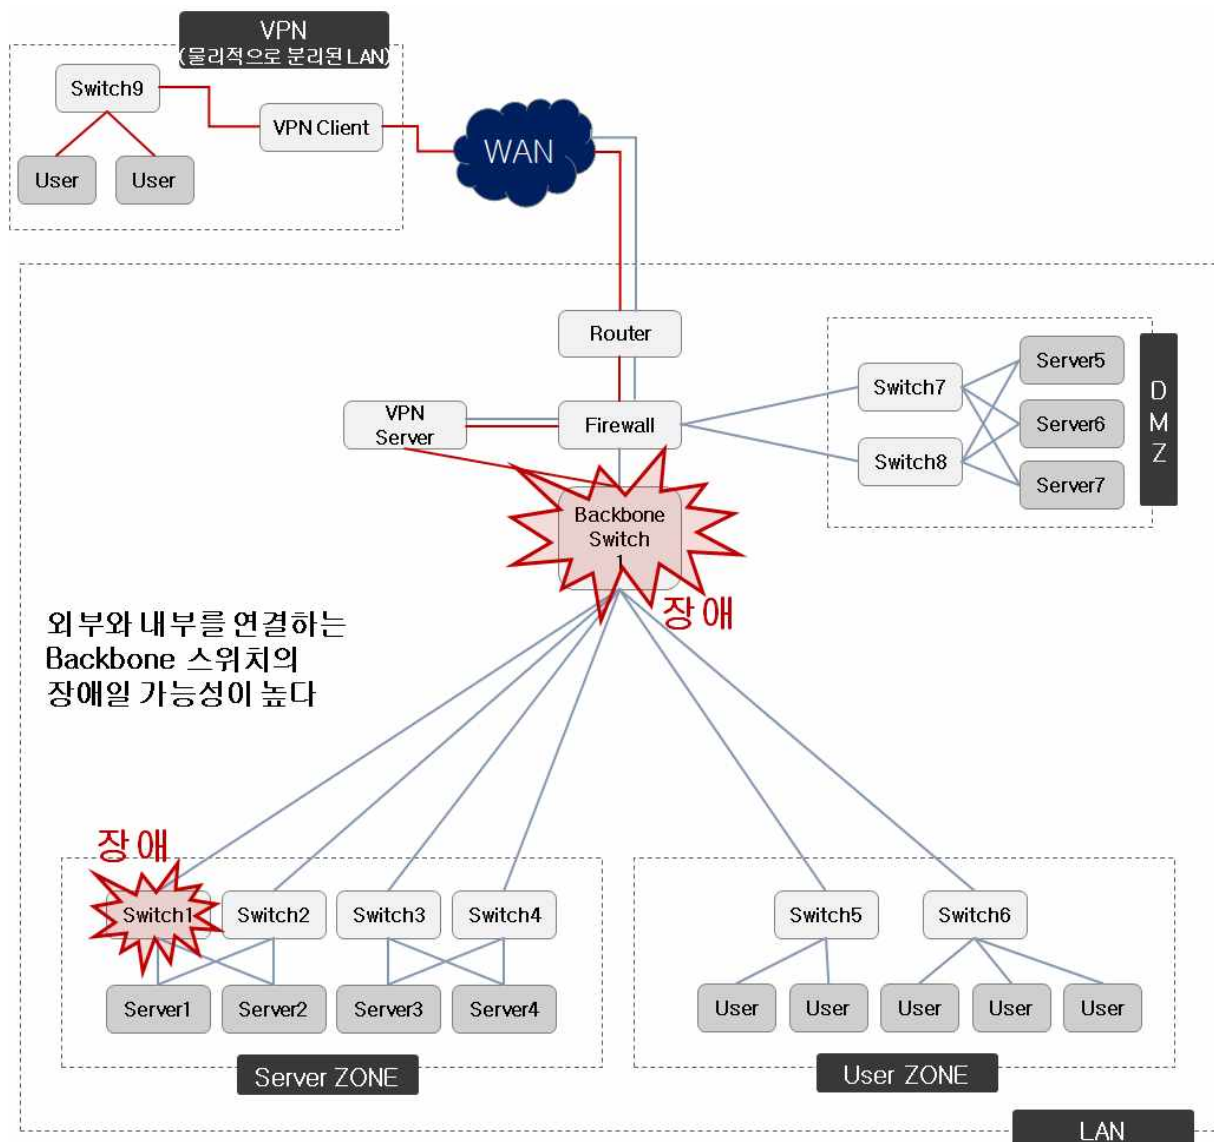 VPN
(물리적으로 분리된 LAN)
Switch9
VPN Client
WAN
User
User
Router
VPN
Server
Firewall
Switch7
Switch8
Server5
Server6
Server7
D
M
Z
Backbone
Switch
1
장애
외부와 내부를 연결하는
Backbone 스위치의
장애일 가능성이 높다
장애
Switch1
Switch2
Switch3
Switch4
Switch5
Switch6
Server1
Server2
Server3
Server4
User
User
User
User
User
Server ZONE
User ZONE
LAN